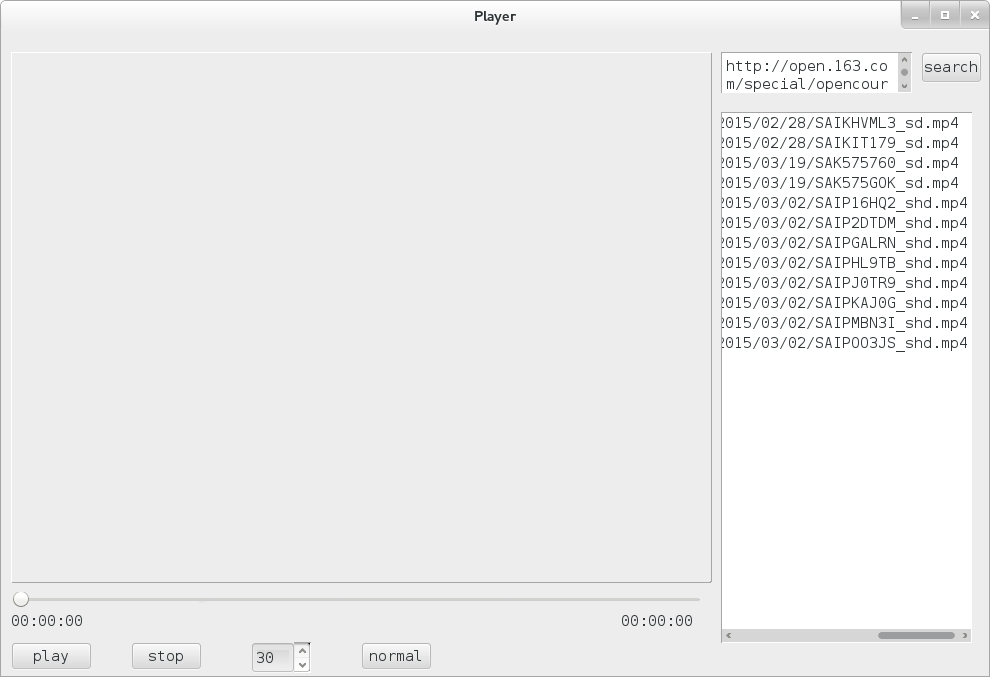 Player
http://open.163.co
m/special/opencour
search
2015/02/28/SAIKHVML3_sd.mp4
2015/02/28/SAIKIT179_sd.mp4
2015/03/19/SAK575760_sd.mp4
2015/03/19/SAK575GOK_sd.mp4
2015/03/02/SAIP16HQ2_shd.mp4
2015/03/02/SAIP2DTDM_shd.mp4
2015/03/02/SAIPGALRN_shd.mp4
2015/03/02/SAIPHL9TB_shd.mp4
2015/03/02/SAIPJ0TR9_shd.mp4
2015/03/02/SAIPKAJ0G_shd.mp4
2015/03/02/SAIPMBN3I_shd.mp4
2015/03/02/SAIPOO3JS_shd.mp4
00:00:00
00:00:00
play
stop
30
normal